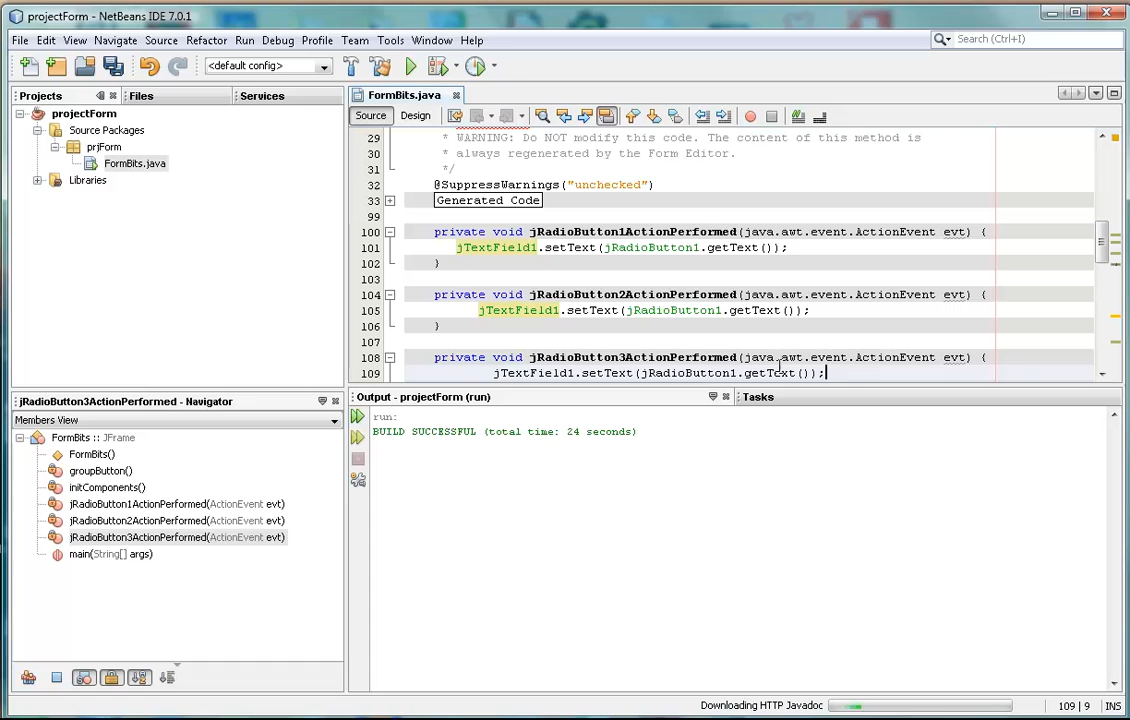 projectForm - NetBeans IDE 7.0.1
File Edit View Navigate Source Refactor Run Debug Profile Team Tools Window Help
Search (Ctrl+I)
<default config>
Projects Files Services
FormBits.java
projectForm
Source Packages
prjForm
FormBits.java
Libraries
Source Design
29 * WARNING: Do NOT modify this code. The content of this method is
30 * always regenerated by the Form Editor.
31 */
32 @SuppressWarnings("unchecked")
33 Generated Code
99
100 private void jRadioButton1ActionPerformed(java.awt.event.ActionEvent evt) {
101 jTextField1.setText(jRadioButton1.getText());
102 }
103
104 private void jRadioButton2ActionPerformed(java.awt.event.ActionEvent evt) {
105 jTextField1.setText(jRadioButton1.getText());
106 }
107
108 private void jRadioButton3ActionPerformed(java.awt.event.ActionEvent evt) {
109 jTextField1.setText(jRadioButton1.getText());
jRadioButton3ActionPerformed - Navigator
Members View
FormBits :: JFrame
FormBits()
groupButton()
initComponents()
jRadioButton1ActionPerformed(ActionEvent evt)
jRadioButton2ActionPerformed(ActionEvent evt)
jRadioButton3ActionPerformed(ActionEvent evt)
main(String[] args)
Output - projectForm (run) Tasks
run:
BUILD SUCCESSFUL (total time: 24 seconds)
Downloading HTTP Javadoc
109 | 9 INS